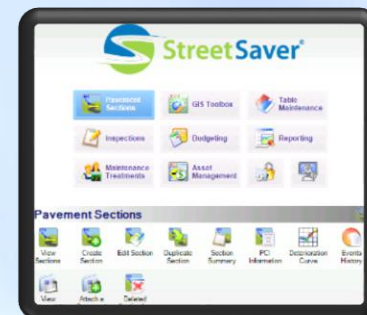 StreetSaver®
Pavement
Sections
GIS Toolbox
Table
Maintenance
Inspections
Budgeting
Reporting
Maintenance
Treatments
Asset
Management
Pavement Sections
View
Sections
Create
Section
Edit Section
Duplicate
Section
Section
Summary
PCI
Information
Deterioration
Curve
Events
History
View
Attach a
Deleted